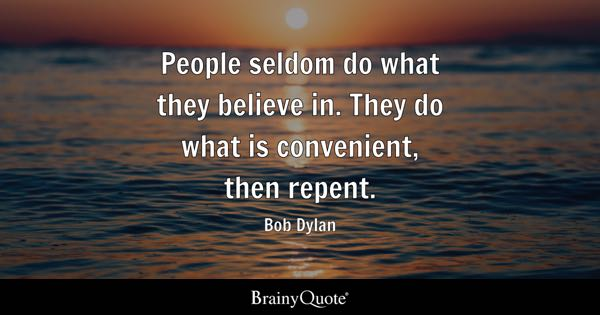 People seldom do what
they believe in. They do
what is convenient,
then repent.
Bob Dylan
BrainyQuote®